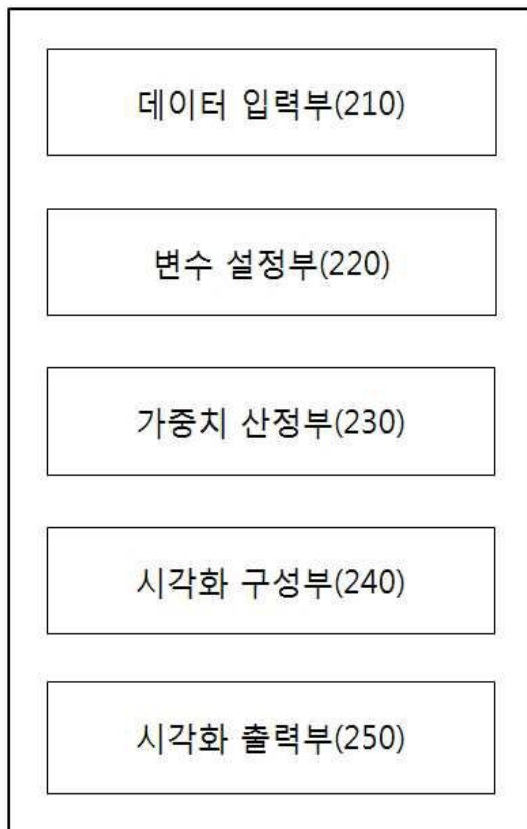 데이터 입력부(210)
변수 설정부(220)
가중치 산정부(230)
시각화 구성부(240)
시각화 출력부(250)